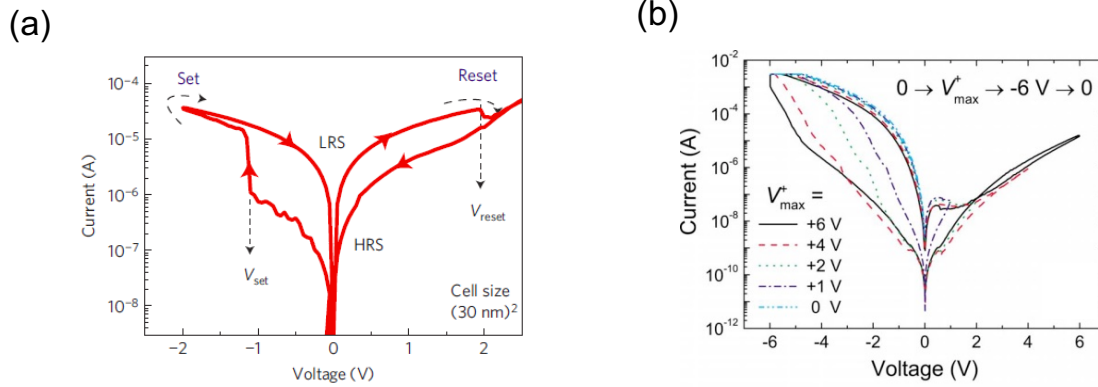 (a)
Current (A)
10⁻⁴
10⁻⁵
10⁻⁶
10⁻⁷
10⁻⁸
Set
Reset
LRS
HRS
V_set
V_reset
Cell size
(30 nm)²
−2
−1
0
1
2
Voltage (V)
(b)
Current (A)
10⁻²
10⁻⁴
10⁻⁶
10⁻⁸
10⁻¹⁰
10⁻¹²
0 → V⁺max → -6 V → 0
V⁺max =
+6 V
+4 V
+2 V
+1 V
0 V
-6
-4
-2
0
2
4
6
Voltage (V)